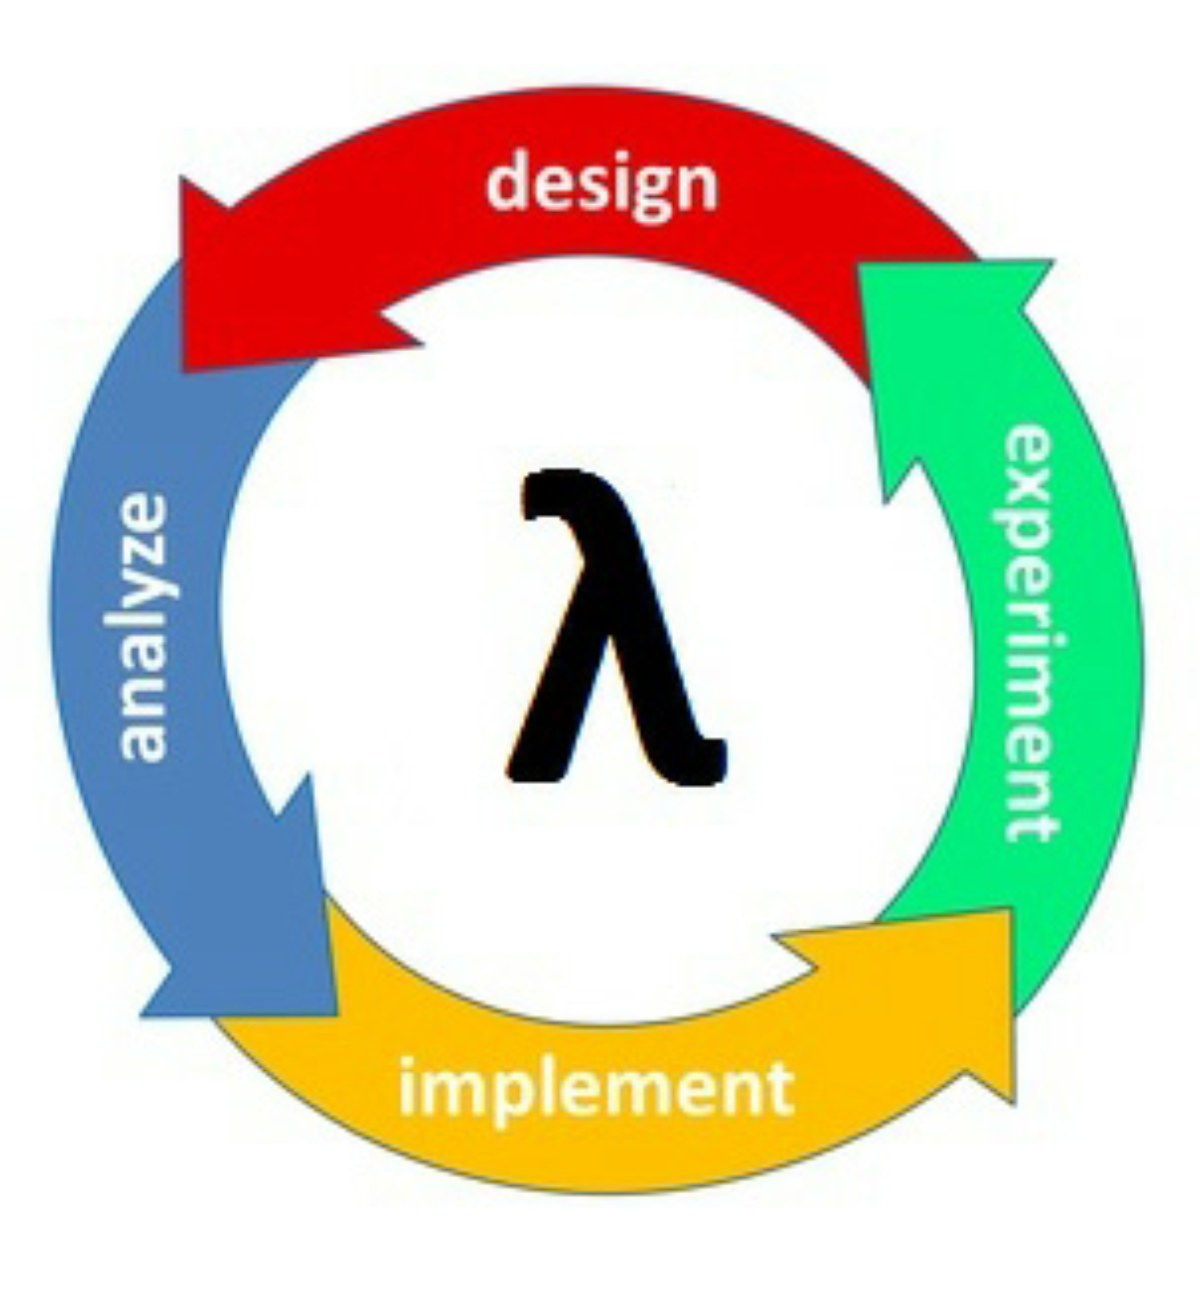 design
analyze
λ
experiment
implement